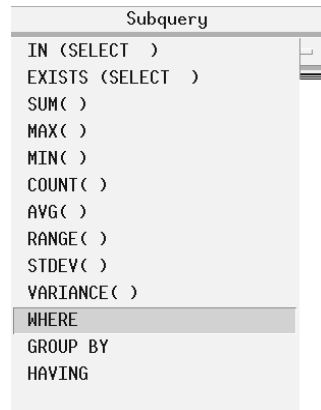 Subquery
IN (SELECT  )
EXISTS (SELECT  )
SUM( )
MAX( )
MIN( )
COUNT( )
AVG( )
RANGE( )
STDEV( )
VARIANCE( )
WHERE
GROUP BY
HAVING